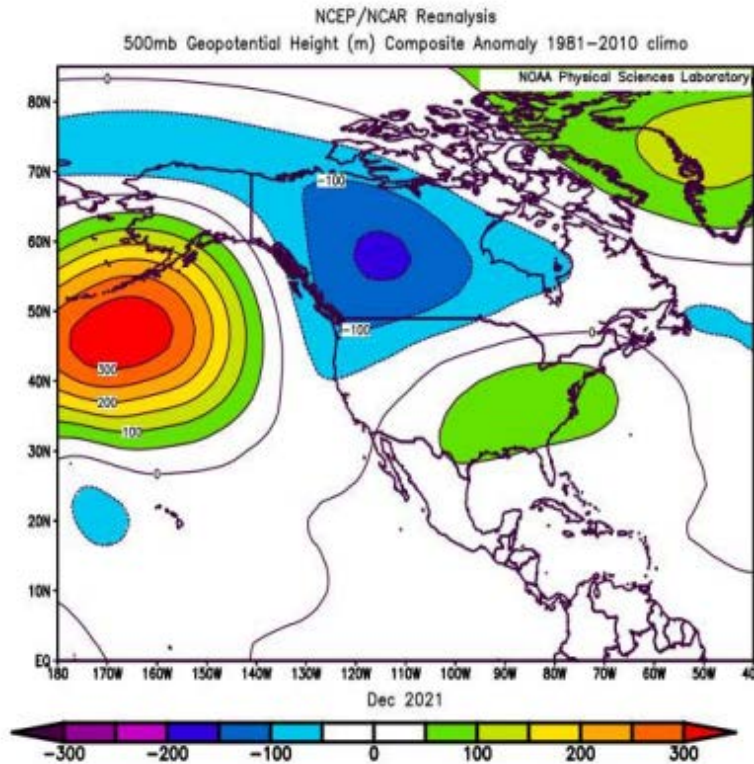 NCEP/NCAR Reanalysis
500mb Geopotential Height (m) Composite Anomaly 1981-2010 climo
NOAA Physical Sciences Laboratory
0
80N
70N
-100
60N
50N
-100
0
300
40N
200
100
30N
0
20N
10N
EQ
180 170W 160W 150W 140W 130W 120W 110W 100W 90W 80W 70W 60W 50W 40
Dec 2021
-300 -200 -100 0 100 200 300